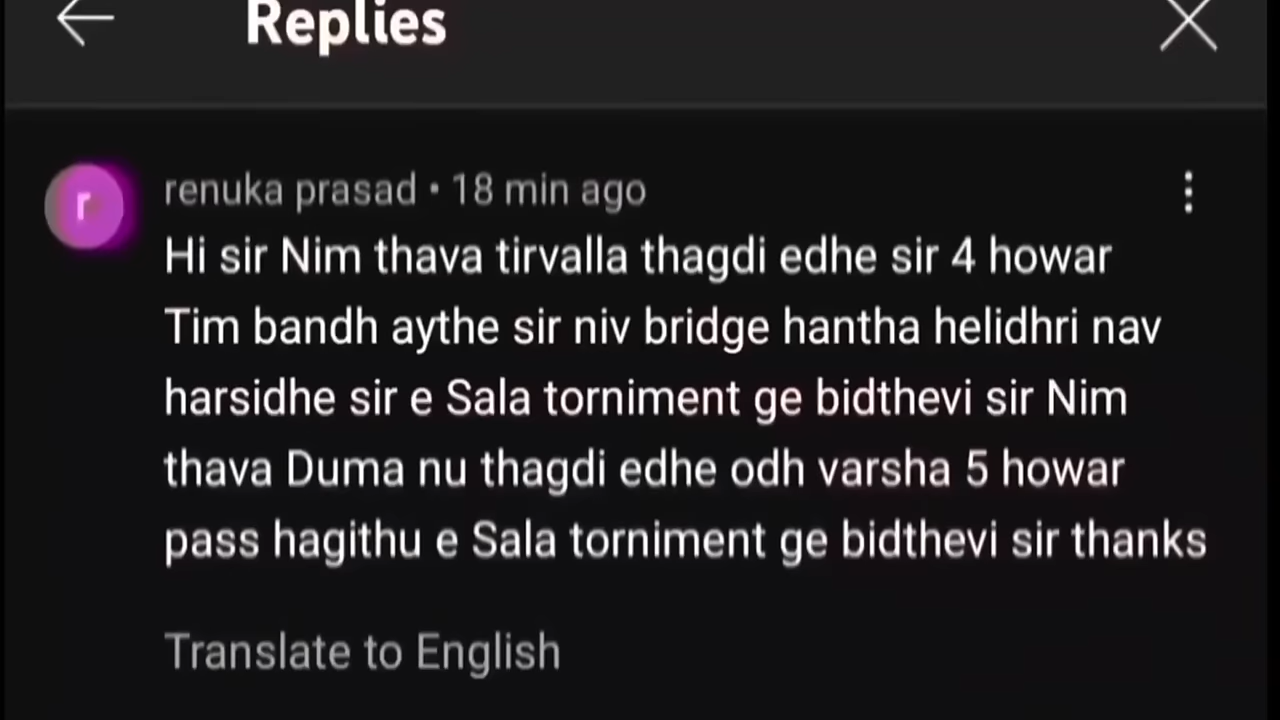 Replies
r
renuka prasad • 18 min ago
Hi sir Nim thava tirvalla thagdi edhe sir 4 howar
Tim bandh aythe sir niv bridge hantha helidhri nav
harsidhe sir e Sala torniment ge bidthevi sir Nim
thava Duma nu thagdi edhe odh varsha 5 howar
pass hagithu e Sala torniment ge bidthevi sir thanks
Translate to English